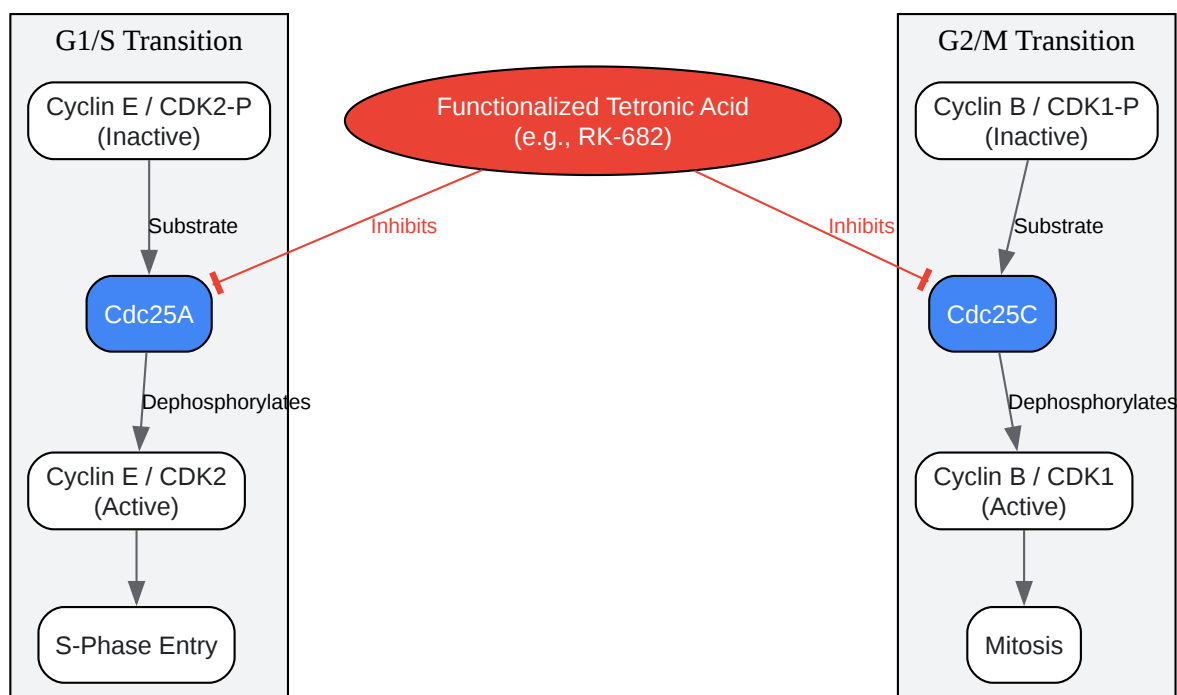 G1/S Transition
Cyclin E / CDK2-P
(Inactive)
Substrate
Cdc25A
Dephosphorylates
Cyclin E / CDK2
(Active)
S-Phase Entry
Functionalized Tetronic Acid
(e.g., RK-682)
Inhibits
Inhibits
G2/M Transition
Cyclin B / CDK1-P
(Inactive)
Substrate
Cdc25C
Dephosphorylates
Cyclin B / CDK1
(Active)
Mitosis